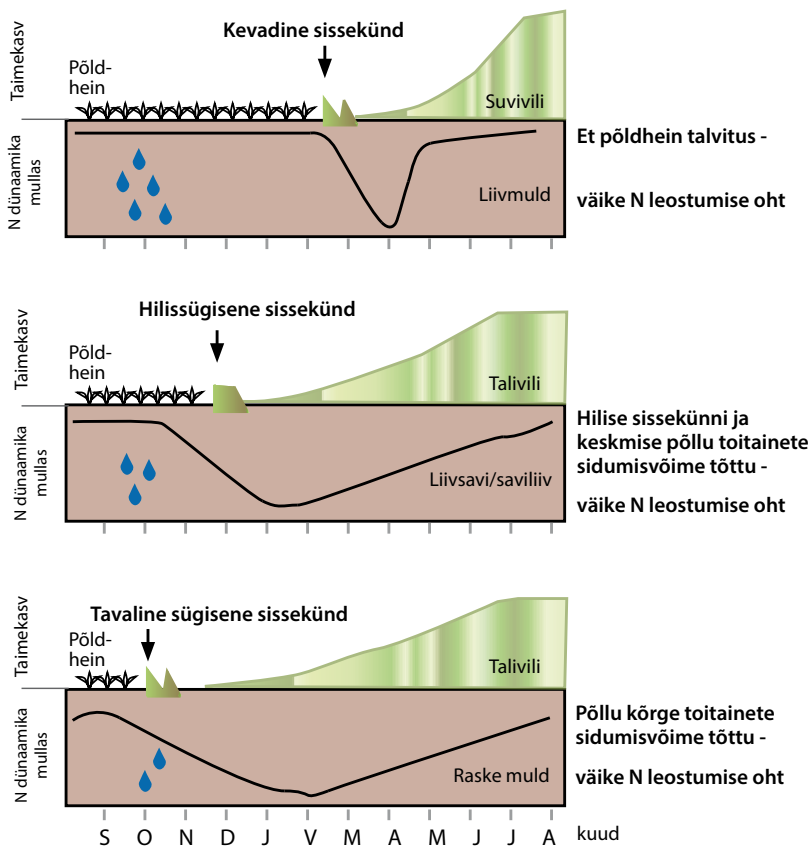 Kevadine sissekünd
Taimekasv
Põld-
hein
Suvivili
N dünaamika
mullas
Liivmuld
Et põldhein talvitus -
väike N leostumise oht
Hilissügisene sissekünd
Taimekasv
Põld-
hein
Talivili
N dünaamika
mullas
Liivsavi/saviliiv
Hilise sissekünni ja
keskmise põllu toitainete
sidumisvõime tõttu -
väike N leostumise oht
Tavaline sügisene sissekünd
Taimekasv
Põld-
hein
Talivili
N dünaamika
mullas
Raske muld
Põllu kõrge toitainete
sidumisvõime tõttu -
väike N leostumise oht
S O N D J V M A M J J A kuud